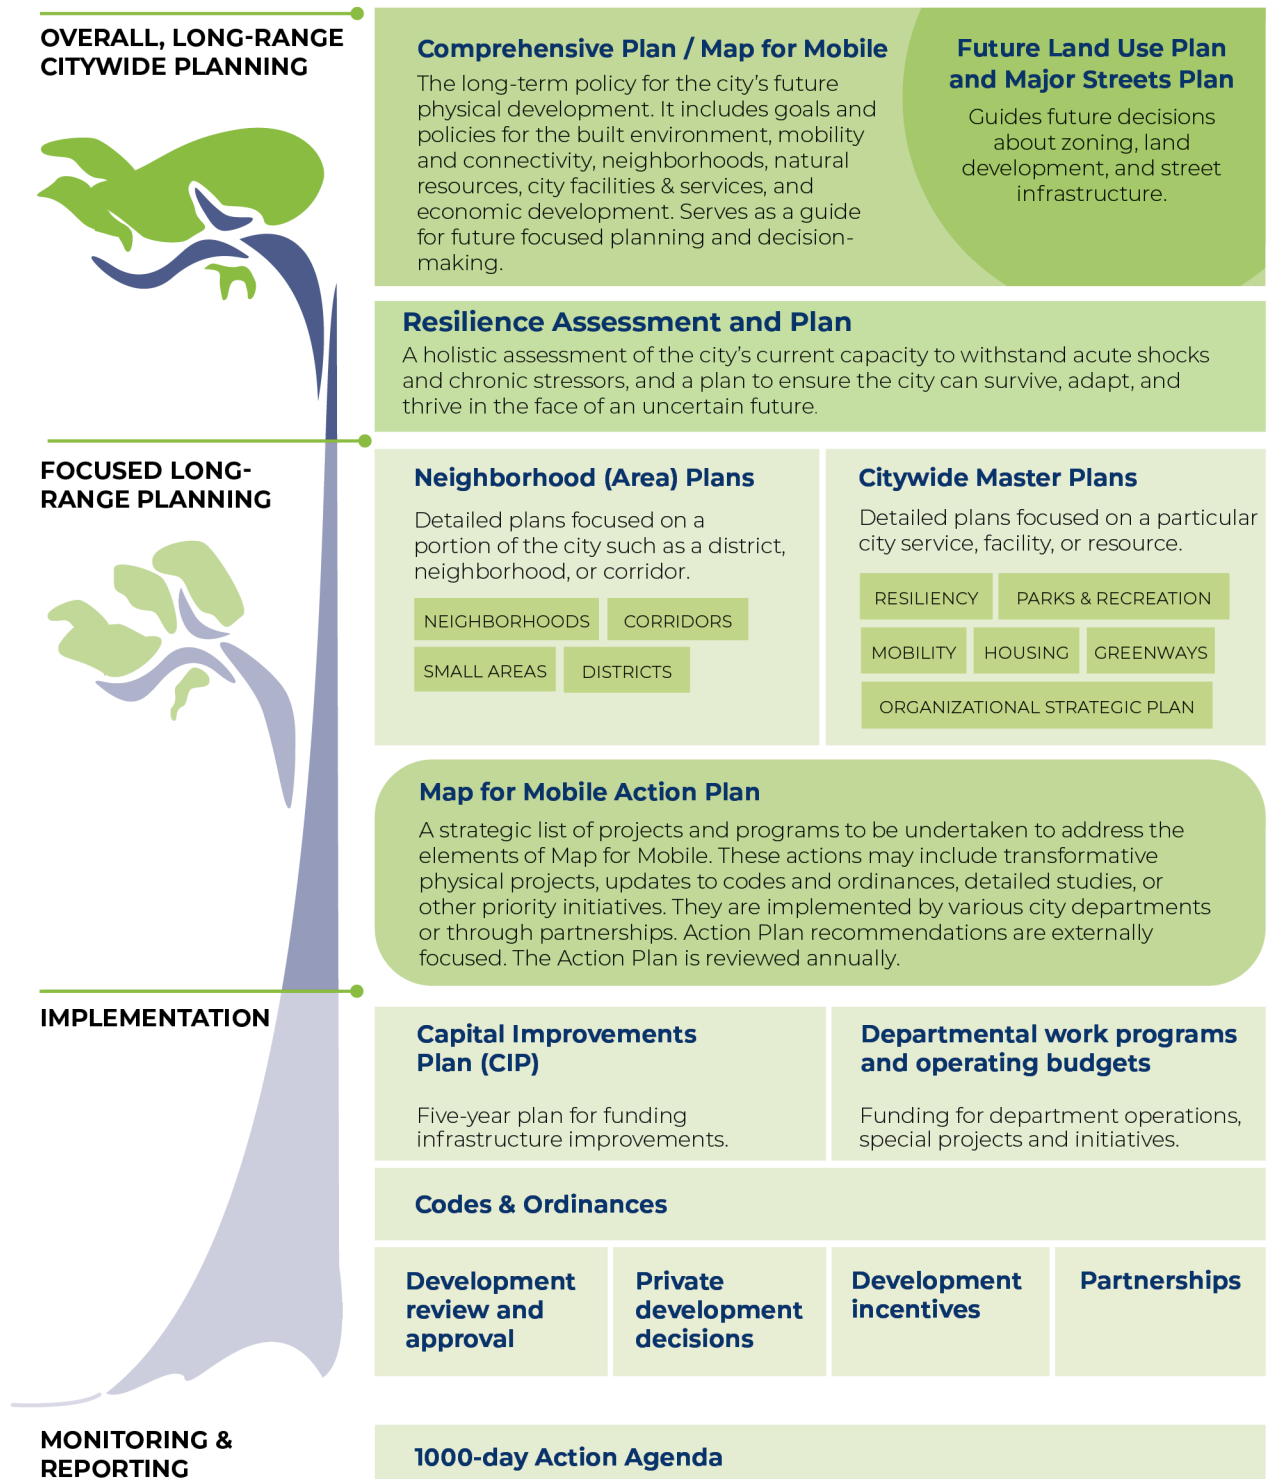 OVERALL, LONG-RANGE
CITYWIDE PLANNING
Comprehensive Plan / Map for Mobile
The long-term policy for the city’s future
physical development. It includes goals and
policies for the built environment, mobility
and connectivity, neighborhoods, natural
resources, city facilities & services, and
economic development. Serves as a guide
for future focused planning and decision-
making.
Future Land Use Plan
and Major Streets Plan
Guides future decisions
about zoning, land
development, and street
infrastructure.
Resilience Assessment and Plan
A holistic assessment of the city’s current capacity to withstand acute shocks
and chronic stressors, and a plan to ensure the city can survive, adapt, and
thrive in the face of an uncertain future.
FOCUSED LONG-
RANGE PLANNING
Neighborhood (Area) Plans
Detailed plans focused on a
portion of the city such as a district,
neighborhood, or corridor.
NEIGHBORHOODS
CORRIDORS
SMALL AREAS
DISTRICTS
Citywide Master Plans
Detailed plans focused on a particular
city service, facility, or resource.
RESILIENCY
PARKS & RECREATION
MOBILITY
HOUSING
GREENWAYS
ORGANIZATIONAL STRATEGIC PLAN
Map for Mobile Action Plan
A strategic list of projects and programs to be undertaken to address the
elements of Map for Mobile. These actions may include transformative
physical projects, updates to codes and ordinances, detailed studies, or
other priority initiatives. They are implemented by various city departments
or through partnerships. Action Plan recommendations are externally
focused. The Action Plan is reviewed annually.
IMPLEMENTATION
Capital Improvements
Plan (CIP)
Five-year plan for funding
infrastructure improvements.
Departmental work programs
and operating budgets
Funding for department operations,
special projects and initiatives.
Codes & Ordinances
Development
review and
approval
Private
development
decisions
Development
incentives
Partnerships
MONITORING &
REPORTING
1000-day Action Agenda